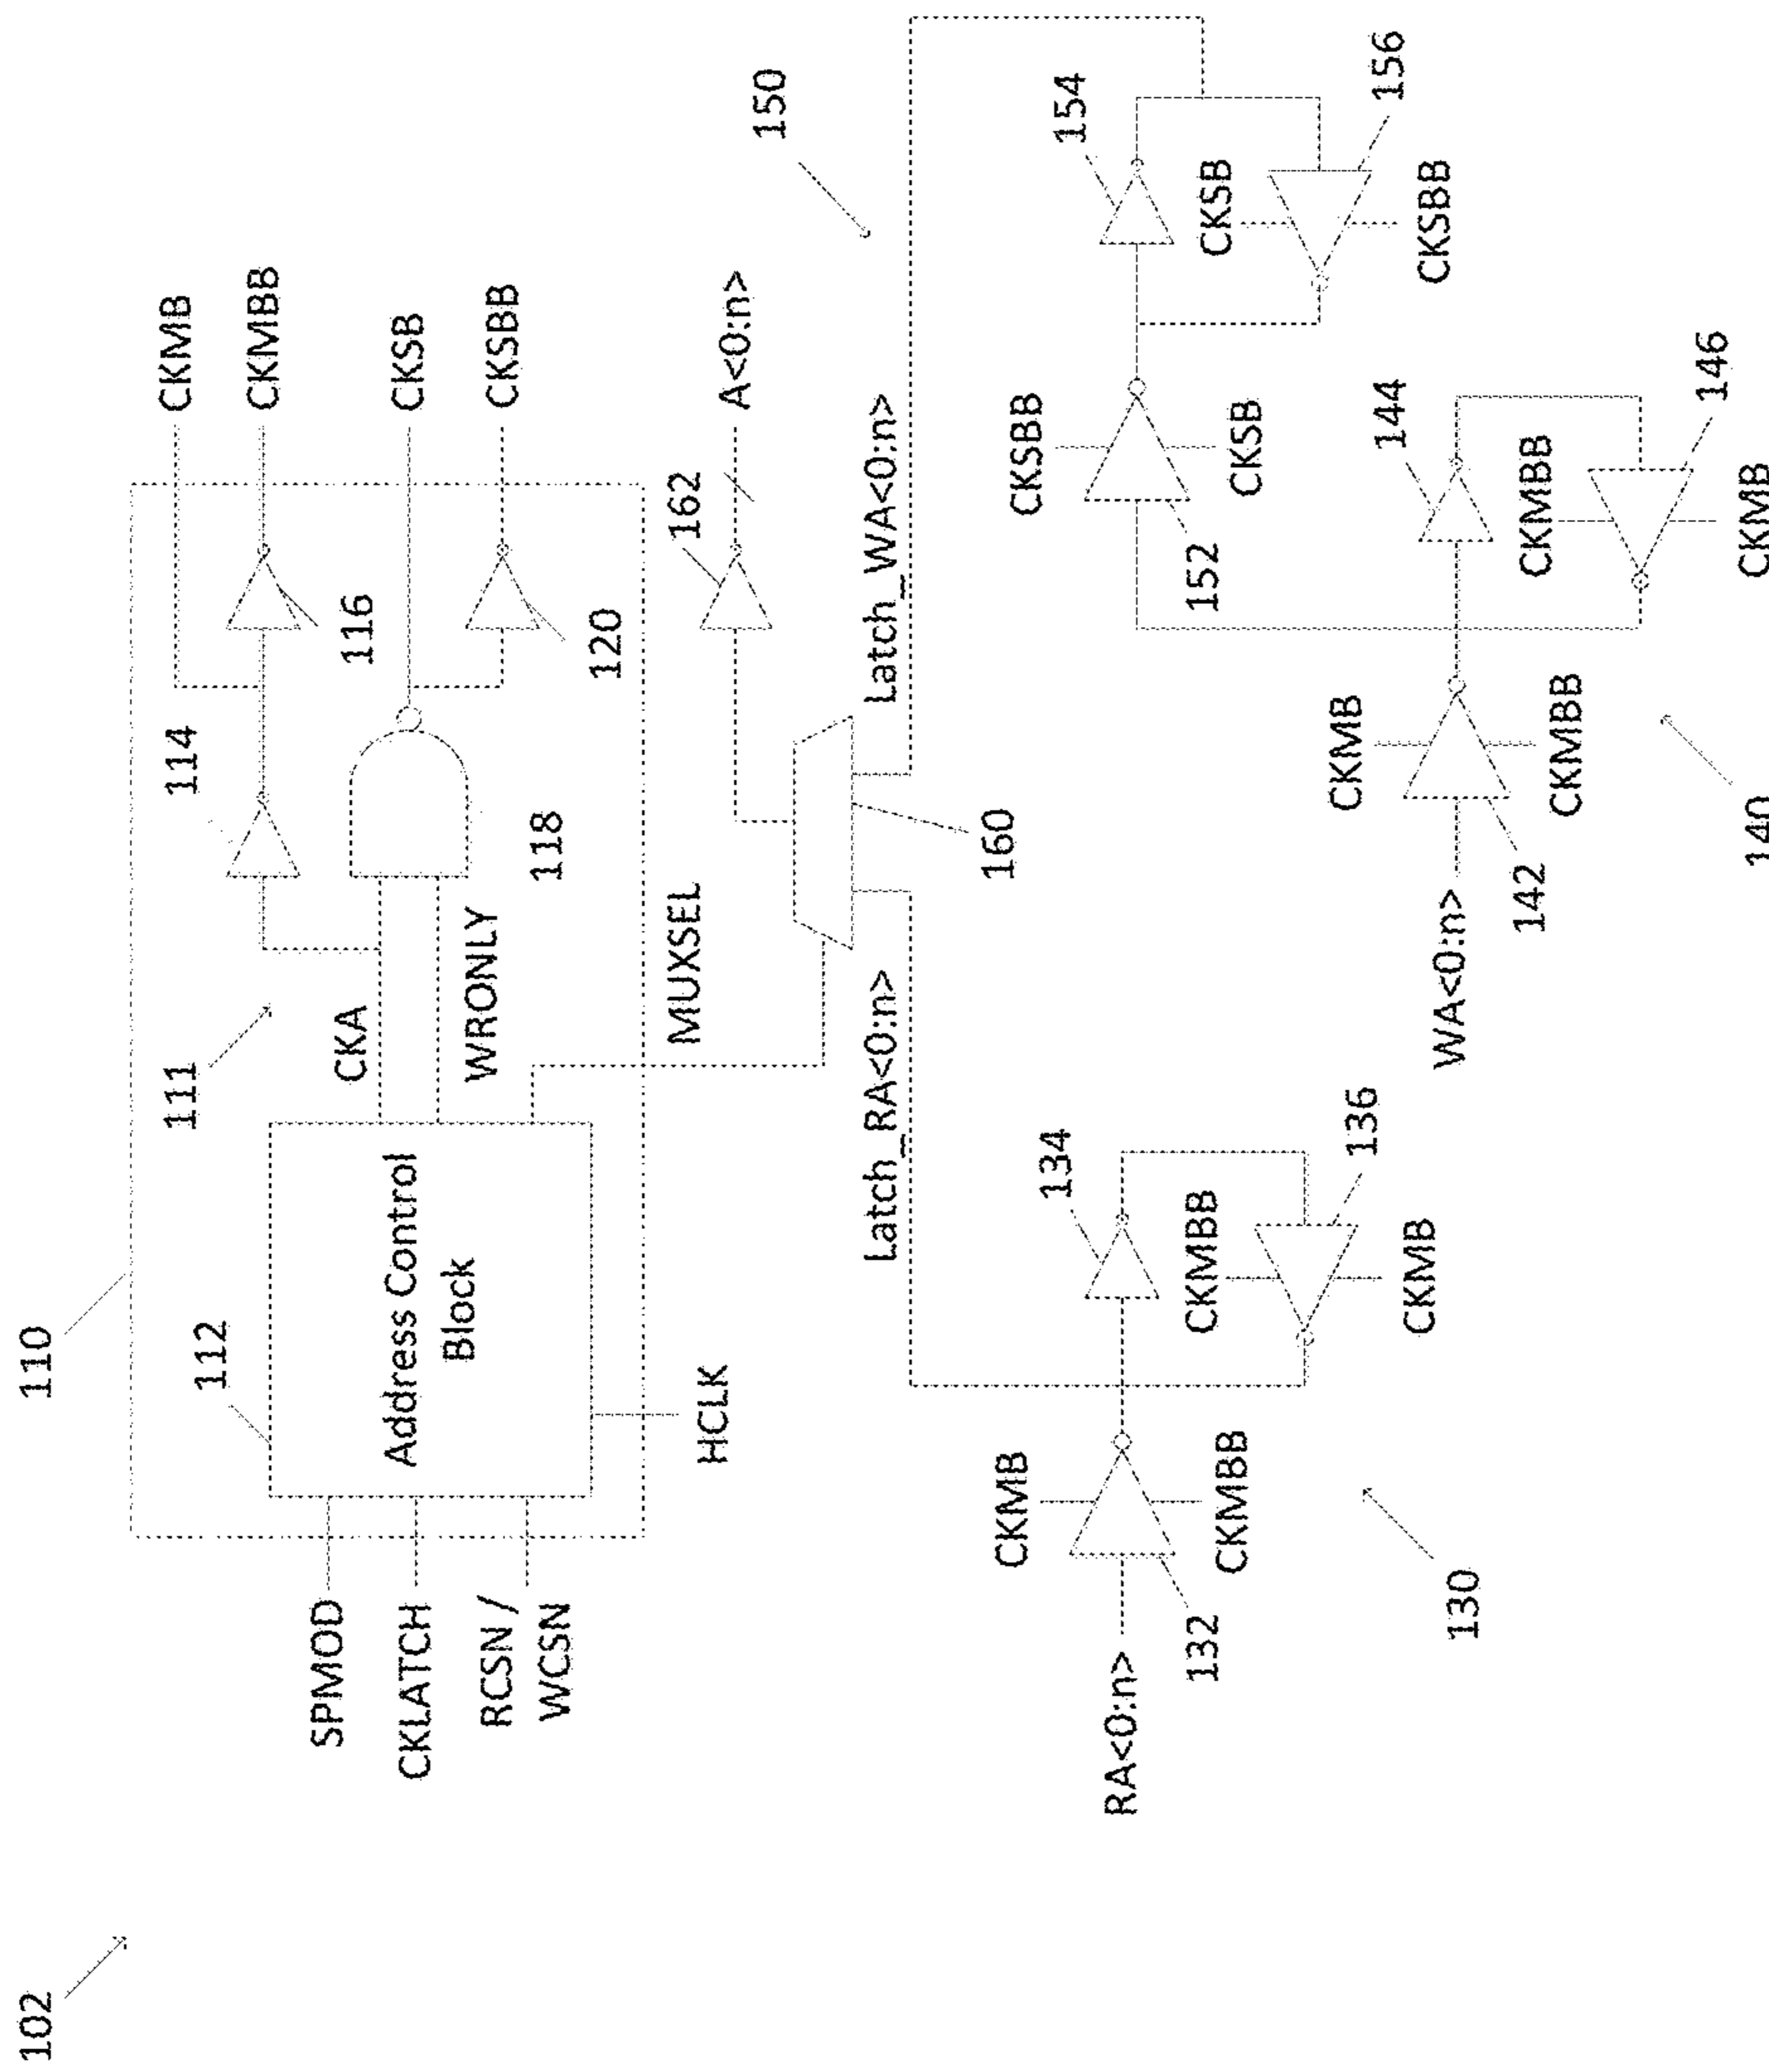 102
110
112
Address Control
Block
SPMOD
CKLATCH
RCSN /
WCSN
HCLK
111
CKA
WRONLY
114
116
118
120
CKMB
CKMBB
CKSB
CKSBB
MUXSEL
160
162
A<0:n>
Latch_RA<0:n>
Latch_WA<0:n>
150
RA<0:n>
132
CKMB
CKMBB
134
CKMBB
136
CKMB
130
WA<0:n>
142
CKMB
CKMBB
144
CKMBB
146
CKMB
140
152
CKSBB
CKSB
154
CKSB
156
CKSBB